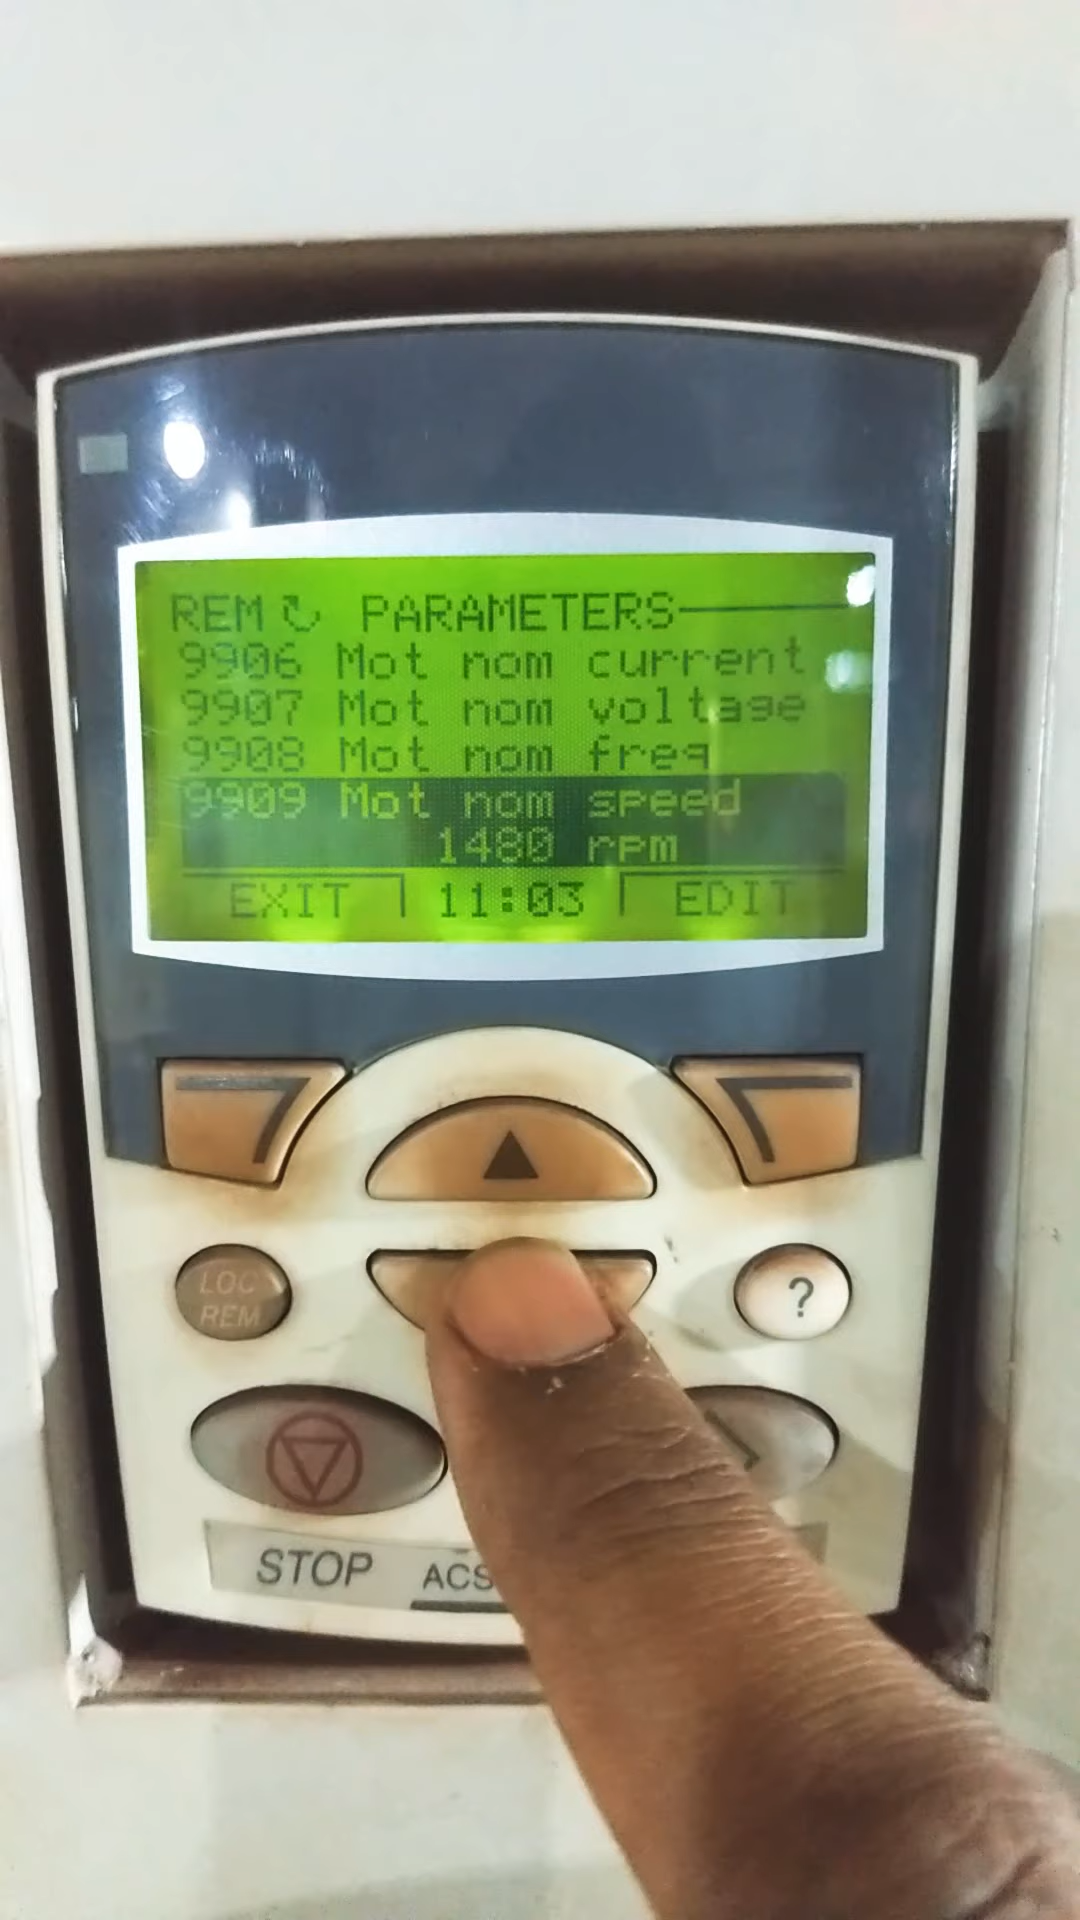 REM ↻ PARAMETERS
9906 Mot nom current
9907 Mot nom voltage
9908 Mot nom freq
9909 Mot nom speed
1480 rpm
EXIT 11:03 EDIT
LOC
REM
?
STOP ACS